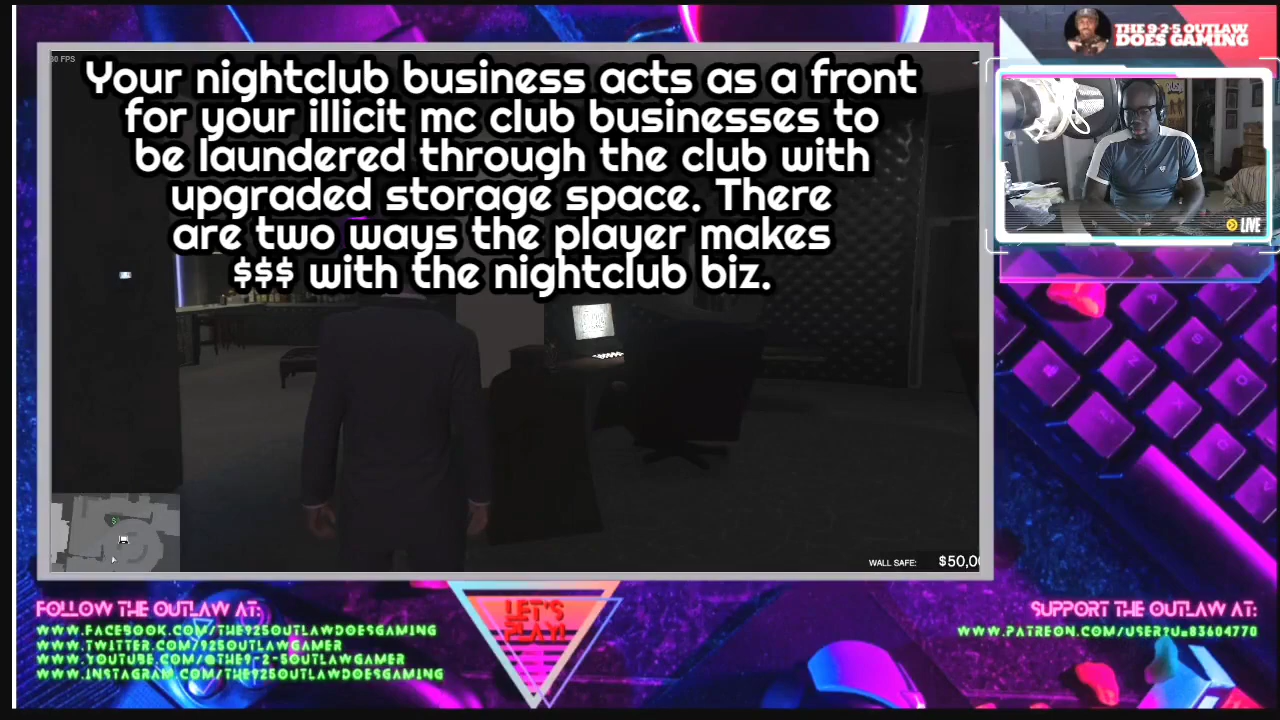 THE 9-2-5 OUTLAW
DOES GAMING
Your nightclub business acts as a front
for your illicit mc club businesses to
be laundered through the club with
upgraded storage space. There
are two ways the player makes
$$$ with the nightclub biz.
LIVE
WALL SAFE: $50,0
LET'S
PLAY!
FOLLOW THE OUTLAW AT:
WWW.FACEBOOK.COM/THE925OUTLAWDOESGAMING
WWW.TWITTER.COM/925OUTLAWGAMER
WWW.YOUTUBE.COM/@THE9-2-5OUTLAWGAMER
WWW.INSTAGRAM.COM/THE925OUTLAWDOESGAMING
SUPPORT THE OUTLAW AT:
WWW.PATREON.COM/USER?U=83604770